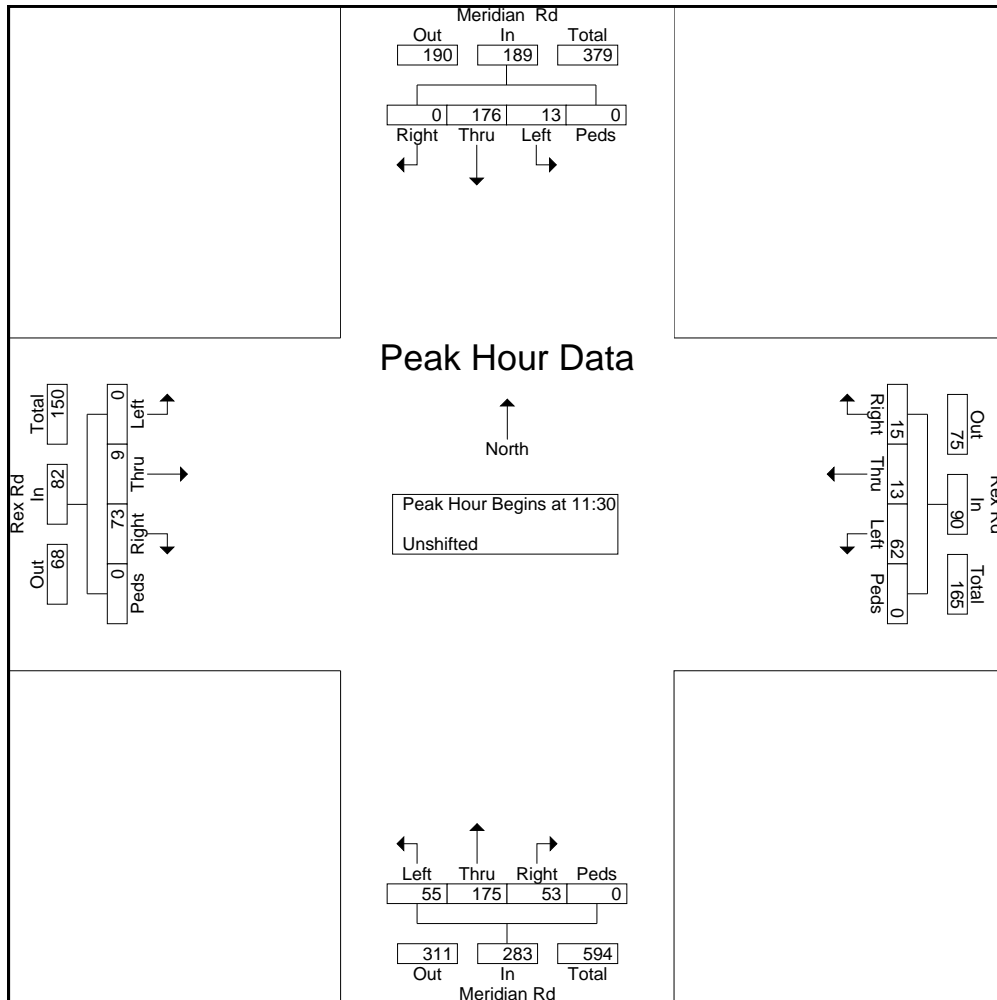 Meridian Rd
Out In Total
190 189 379
0 176 13 0
Right Thru Left Peds
Peak Hour Data
North
Peak Hour Begins at 11:30
Unshifted
Rex Rd
Out In Total
68 82 150
0 9 73 0
Left Thru Right Peds
Rex Rd
Out In Total
75 90 165
15 13 62 0
Right Thru Left Peds
Left Thru Right Peds
55 175 53 0
311 283 594
Out In Total
Meridian Rd